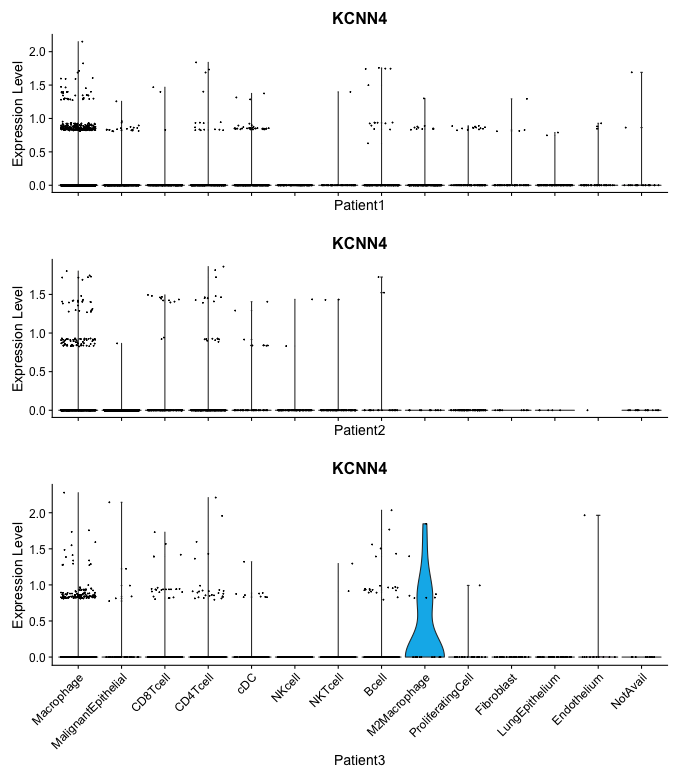 KCNN4
Expression Level
2.0
1.5
1.0
0.5
0.0
Patient1
KCNN4
Expression Level
1.5
1.0
0.5
0.0
Patient2
KCNN4
Expression Level
2.0
1.5
1.0
0.5
0.0
Macrophage
MalignantEpithelial
CD8Tcell
CD4Tcell
cDC
NKcell
NKTcell
Bcell
M2Macrophage
ProliferatingCell
Fibroblast
LungEpithelium
Endothelium
NotAvail
Patient3